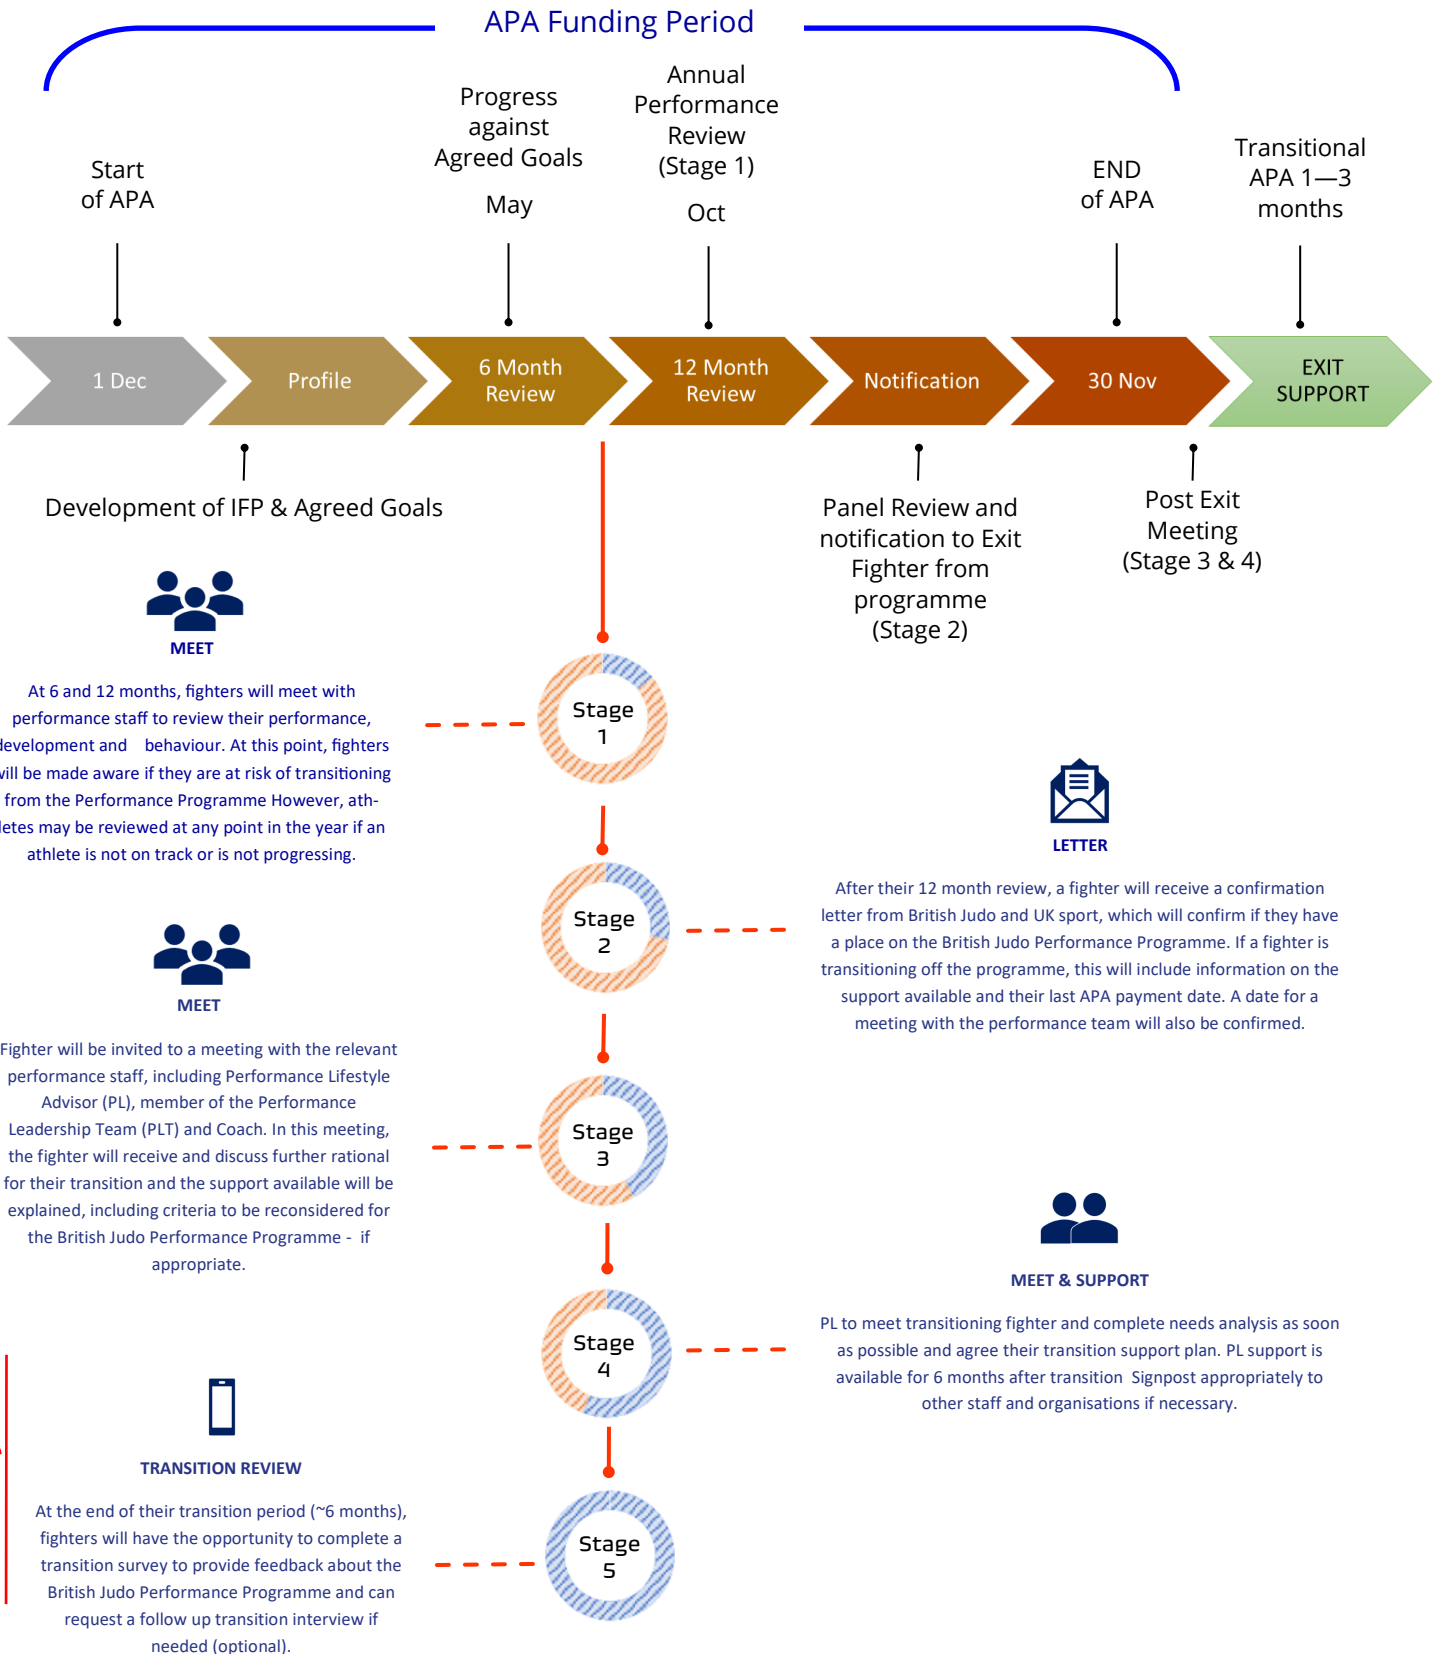 APA Funding Period
Start
of APA
Progress
against
Agreed Goals
May
Annual
Performance
Review
(Stage 1)
Oct
END
of APA
Transitional
APA 1—3
months
1 Dec
Profile
6 Month
Review
12 Month
Review
Notification
30 Nov
EXIT
SUPPORT
Development of IFP & Agreed Goals
Panel Review and
notification to Exit
Fighter from
programme
(Stage 2)
Post Exit
Meeting
(Stage 3 & 4)
MEET
At 6 and 12 months, fighters will meet with
performance staff to review their performance,
development and behaviour. At this point, fighters
will be made aware if they are at risk of transitioning
from the Performance Programme However, ath-
letes may be reviewed at any point in the year if an
athlete is not on track or is not progressing.
Stage
1
LETTER
After their 12 month review, a fighter will receive a confirmation
letter from British Judo and UK sport, which will confirm if they have
a place on the British Judo Performance Programme. If a fighter is
transitioning off the programme, this will include information on the
support available and their last APA payment date. A date for a
meeting with the performance team will also be confirmed.
Stage
2
MEET
Fighter will be invited to a meeting with the relevant
performance staff, including Performance Lifestyle
Advisor (PL), member of the Performance
Leadership Team (PLT) and Coach. In this meeting,
the fighter will receive and discuss further rational
for their transition and the support available will be
explained, including criteria to be reconsidered for
the British Judo Performance Programme - if
appropriate.
Stage
3
MEET & SUPPORT
PL to meet transitioning fighter and complete needs analysis as soon
as possible and agree their transition support plan. PL support is
available for 6 months after transition Signpost appropriately to
other staff and organisations if necessary.
Stage
4
TRANSITION REVIEW
At the end of their transition period (~6 months),
fighters will have the opportunity to complete a
transition survey to provide feedback about the
British Judo Performance Programme and can
request a follow up transition interview if
needed (optional).
Stage
5